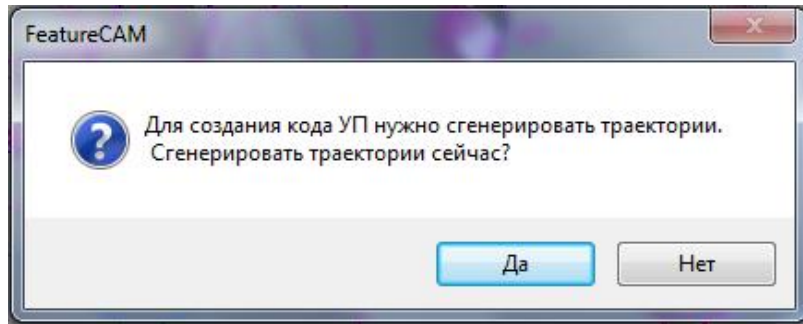 FeatureCAM
Для создания кода УП нужно сгенерировать траектории.
Сгенерировать траектории сейчас?
Да
Нет